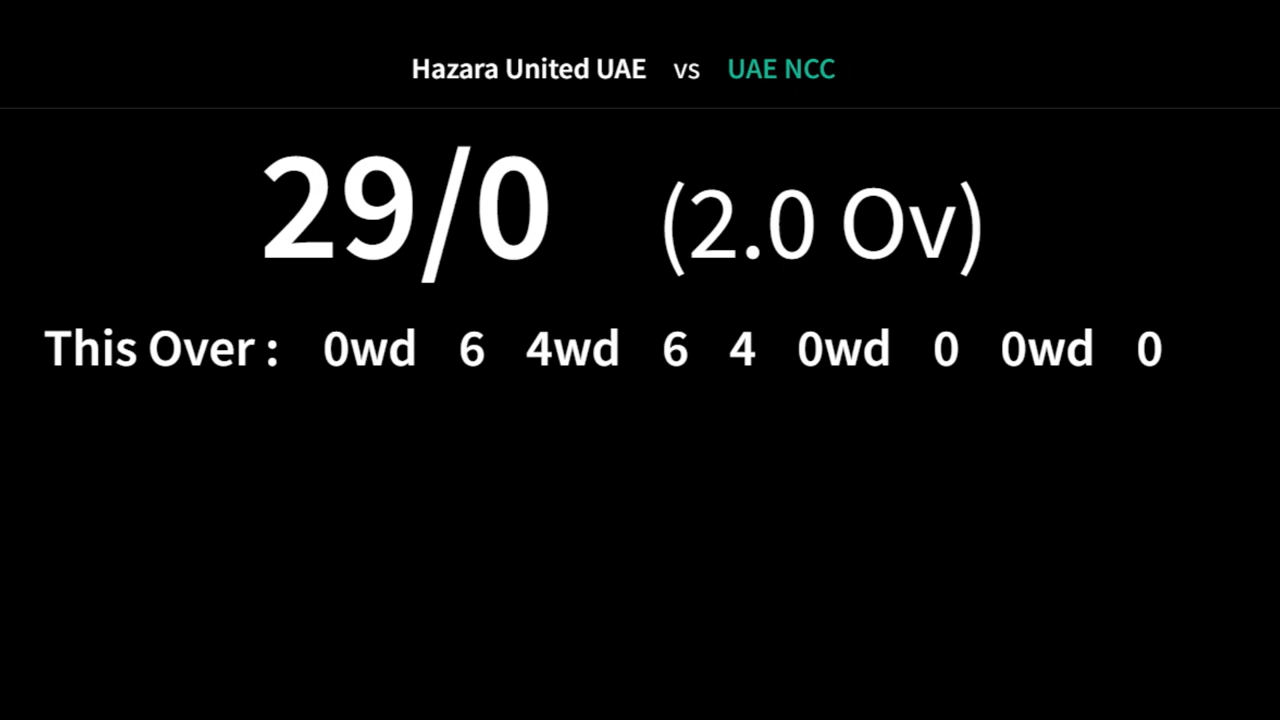 Hazara United UAE vs UAE NCC
29/0 (2.0 Ov)
This Over : 0wd 6 4wd 6 4 0wd 0 0wd 0